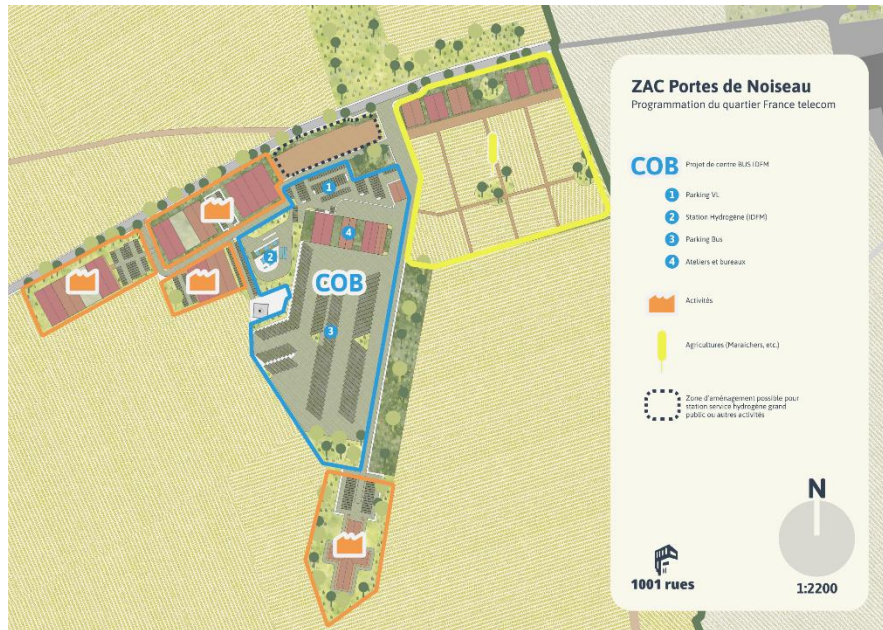 ZAC Portes de Noiseau
Programmation du quartier France telecom
COB
Projet de centre BUS IDFM
1
Parking VL
2
Station Hydrogène (IDFM)
3
Parking Bus
4
Ateliers et bureaux
Activités
Agricultures (Maraichers, etc.)
Zone d'aménagement possible pour
station service hydrogène grand
public ou autres activités
N
1001 rues
1:2200
1
4
2
COB
3